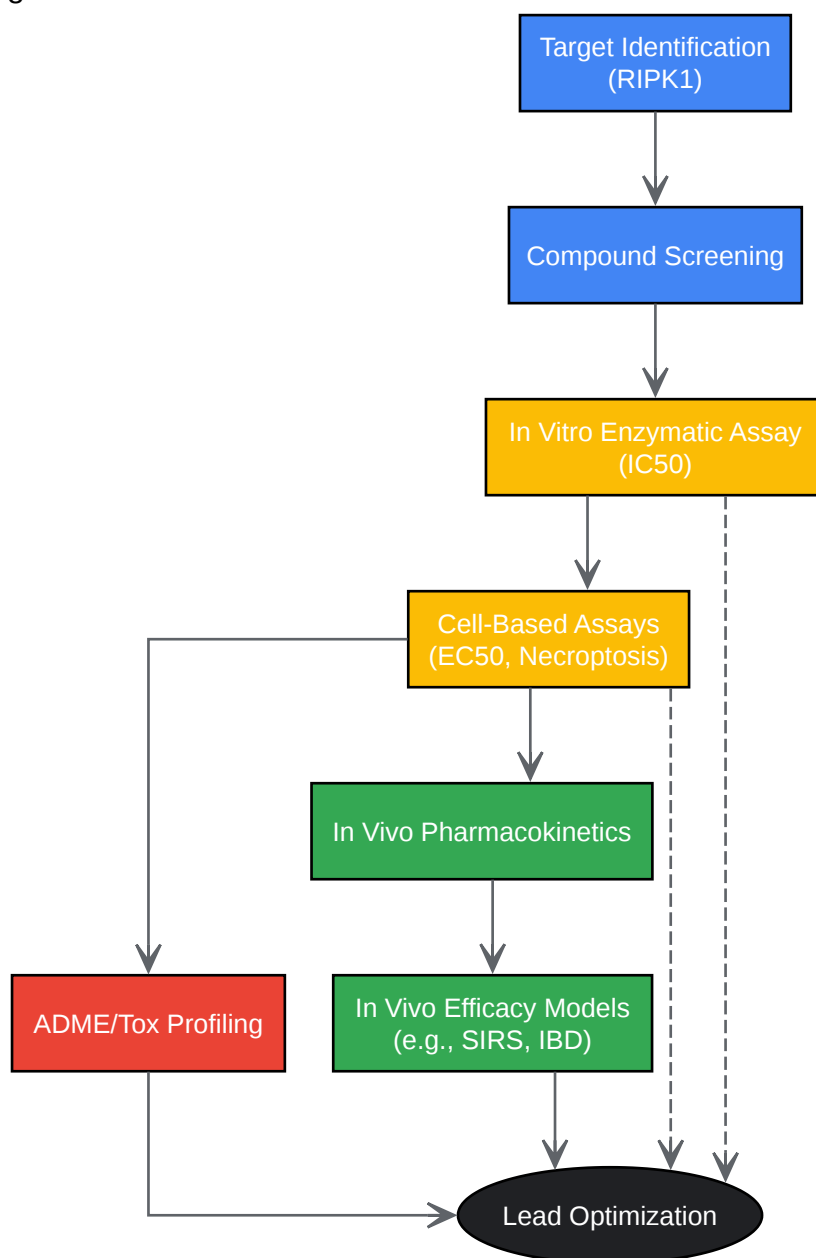 g
Target Identification
(RIPK1)
Compound Screening
In Vitro Enzymatic Assay
(IC50)
Cell-Based Assays
(EC50, Necroptosis)
In Vivo Pharmacokinetics
ADME/Tox Profiling
In Vivo Efficacy Models
(e.g., SIRS, IBD)
Lead Optimization